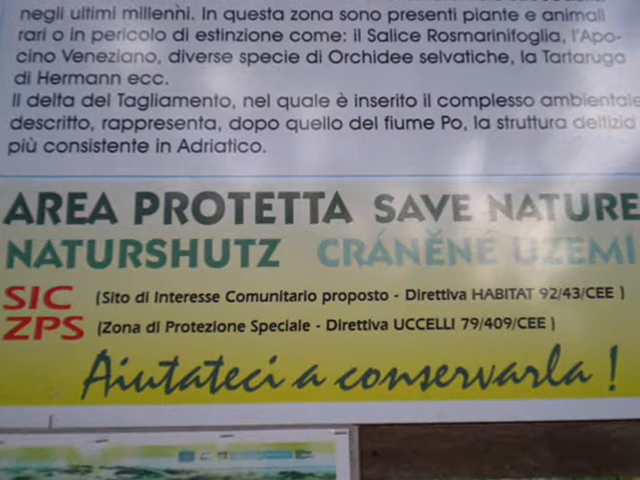 negli ultimi millenni. In questa zona sono presenti piante e animali
rari o in pericolo di estinzione come: il Salice Rosmarinifoglia, l'Apo-
cino Veneziano, diverse specie di Orchidee selvatiche, la Tartaruga
di Hermann ecc.
Il delta del Tagliamento, nel quale è inserito il complesso ambientale
descritto, rappresenta, dopo quello del fiume Po, la struttura deltizia
più consistente in Adriatico.
AREA PROTETTA SAVE NATURE
NATURSHUTZ CRÁNĚNÉ UZEMI
SIC (Sito di Interesse Comunitario proposto - Direttiva HABITAT 92/43/CEE )
ZPS (Zona di Protezione Speciale - Direttiva UCCELLI 79/409/CEE )
Aiutateci a conservarla !